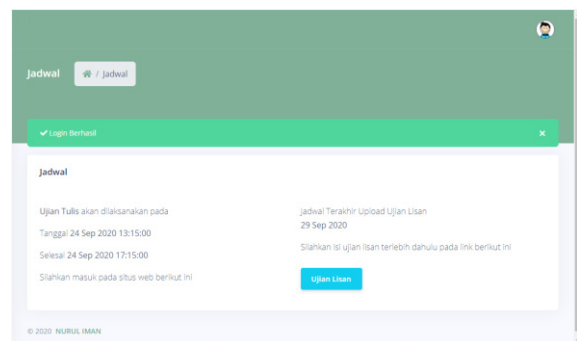 Jadwal
/ Jadwal
Login Berhasil
×
Jadwal
Ujian Tulis akan dilaksanakan pada
Tanggal 24 Sep 2020 13:15:00
Selesai 24 Sep 2020 17:15:00
Silahkan masuk pada situs web berikut ini
Jadwal Terakhir Upload Ujian Lisan
29 Sep 2020
Silahkan isi ujian lisan terlebih dahulu pada link berikut ini
Ujian Lisan
© 2020 NURUL IMAN